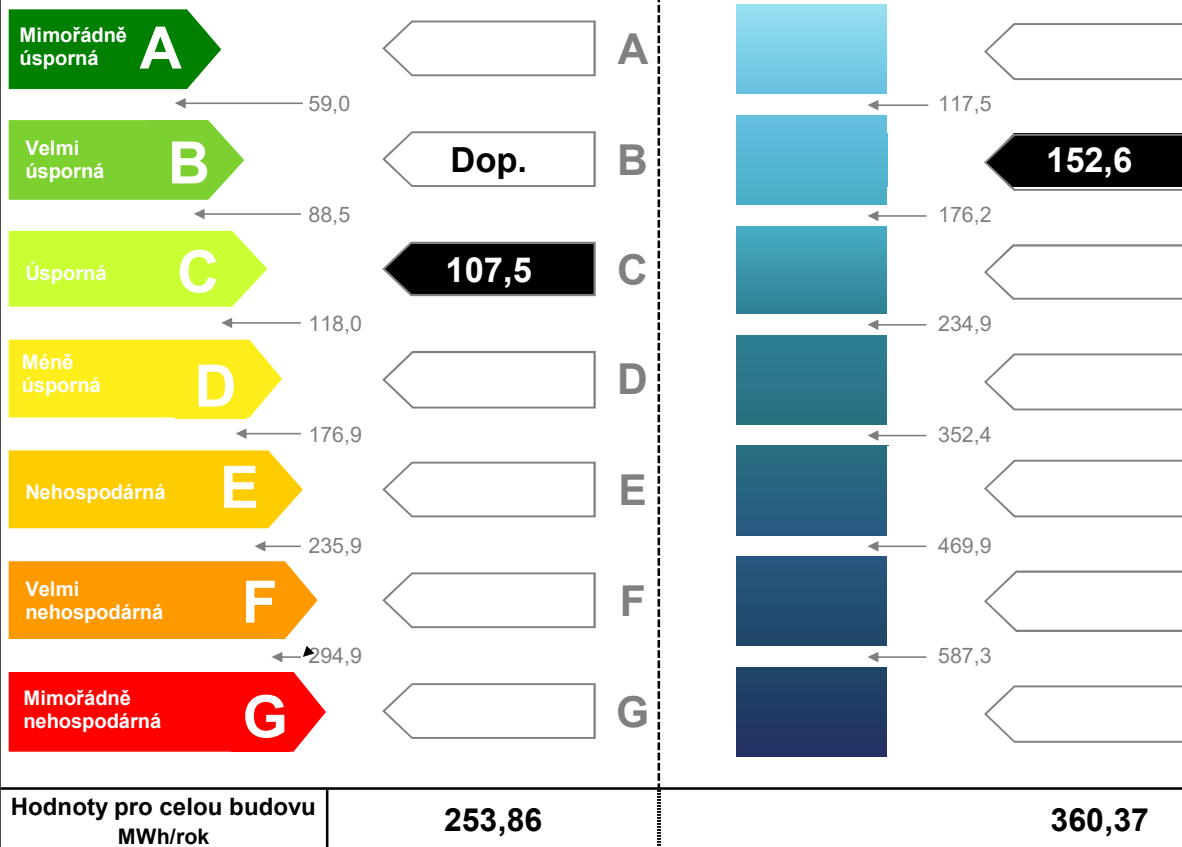 Mimořádně
úsporná
A
A
59,0
117,5
Velmi
úsporná
B
Dop.
B
152,6
88,5
176,2
Úsporná
C
107,5
C
118,0
234,9
Méně
úsporná
D
D
176,9
352,4
Nehospodárná
E
E
235,9
469,9
Velmi
nehospodárná
F
F
294,9
587,3
Mimořádně
nehospodárná
G
G
Hodnoty pro celou budovu
MWh/rok
253,86
360,37